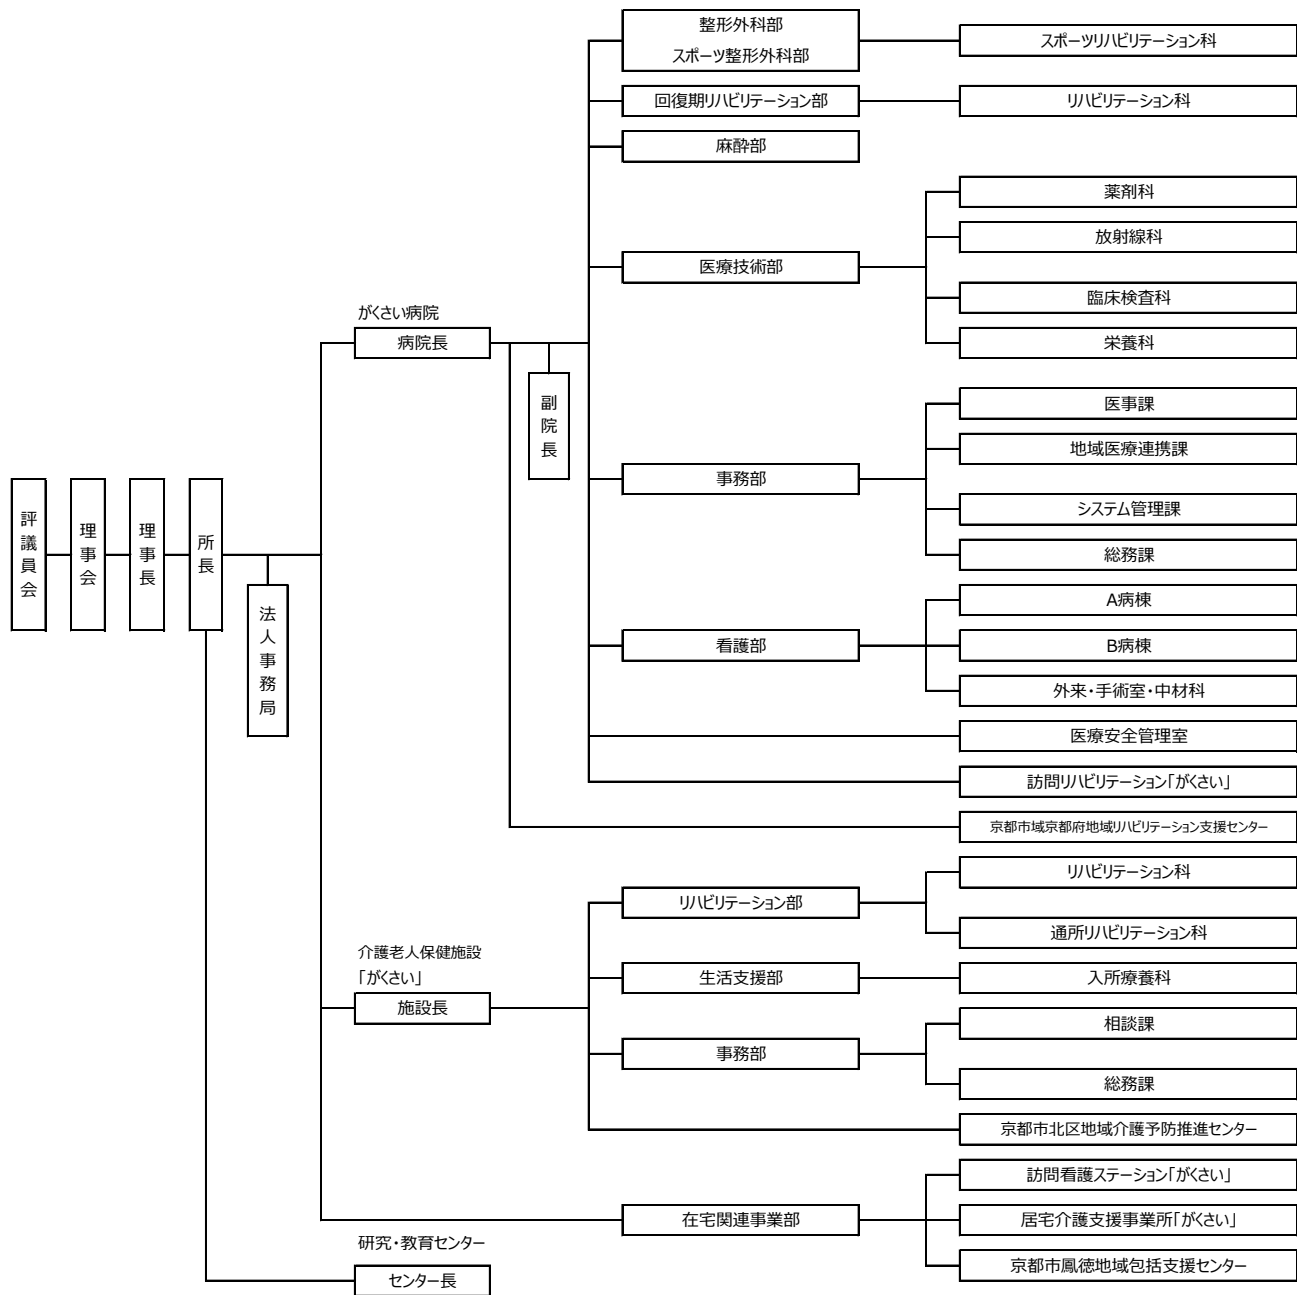 整形外科部
スポーツ整形外科部
スポーツリハビリテーション科
回復期リハビリテーション部
リハビリテーション科
麻酔部
薬剤科
放射線科
医療技術部
臨床検査科
栄養科
がくさい病院
病院長
副院長
医事課
地域医療連携課
事務部
システム管理課
総務課
評議員会
理事会
理事長
所長
法人事務局
A病棟
看護部
B病棟
外来・手術室・中材科
医療安全管理室
訪問リハビリテーション「がくさい」
京都市域京都府地域リハビリテーション支援センター
リハビリテーション部
リハビリテーション科
通所リハビリテーション科
介護老人保健施設
「がくさい」
施設長
生活支援部
入所療養科
事務部
相談課
総務課
京都市北区地域介護予防推進センター
在宅関連事業部
訪問看護ステーション「がくさい」
居宅介護支援事業所「がくさい」
京都市鳳徳地域包括支援センター
研究・教育センター
センター長